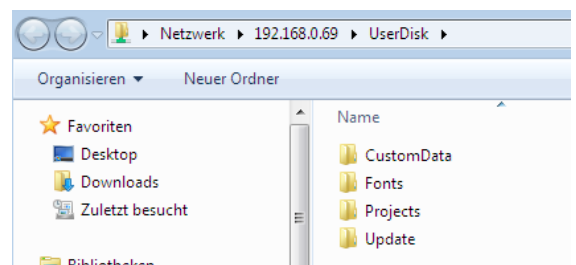 Netzwerk ▸ 192.168.0.69 ▸ UserDisk ▸
Organisieren ▾ Neuer Ordner
Favoriten
Desktop
Downloads
Zuletzt besucht
Bibliotheken
Name
CustomData
Fonts
Projects
Update